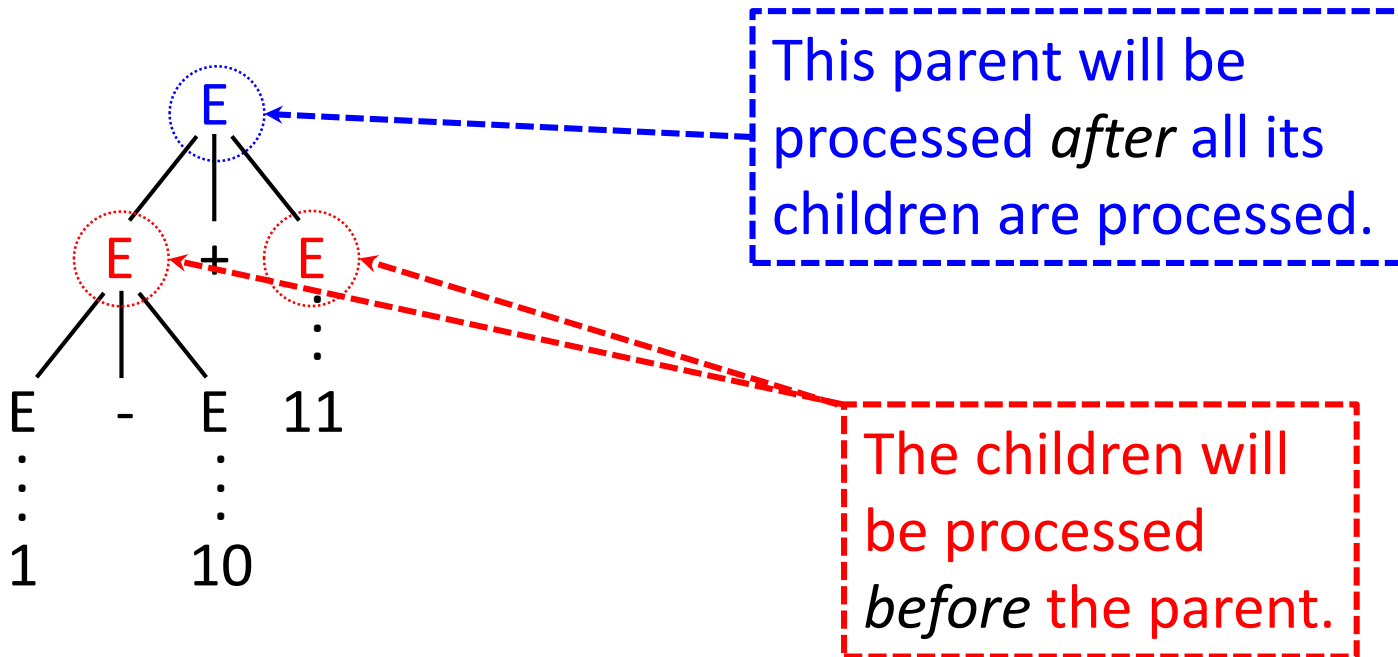 This parent will be
processed after all its
children are processed.
E
E + E
E - E 11
1 10
The children will
be processed
before the parent.